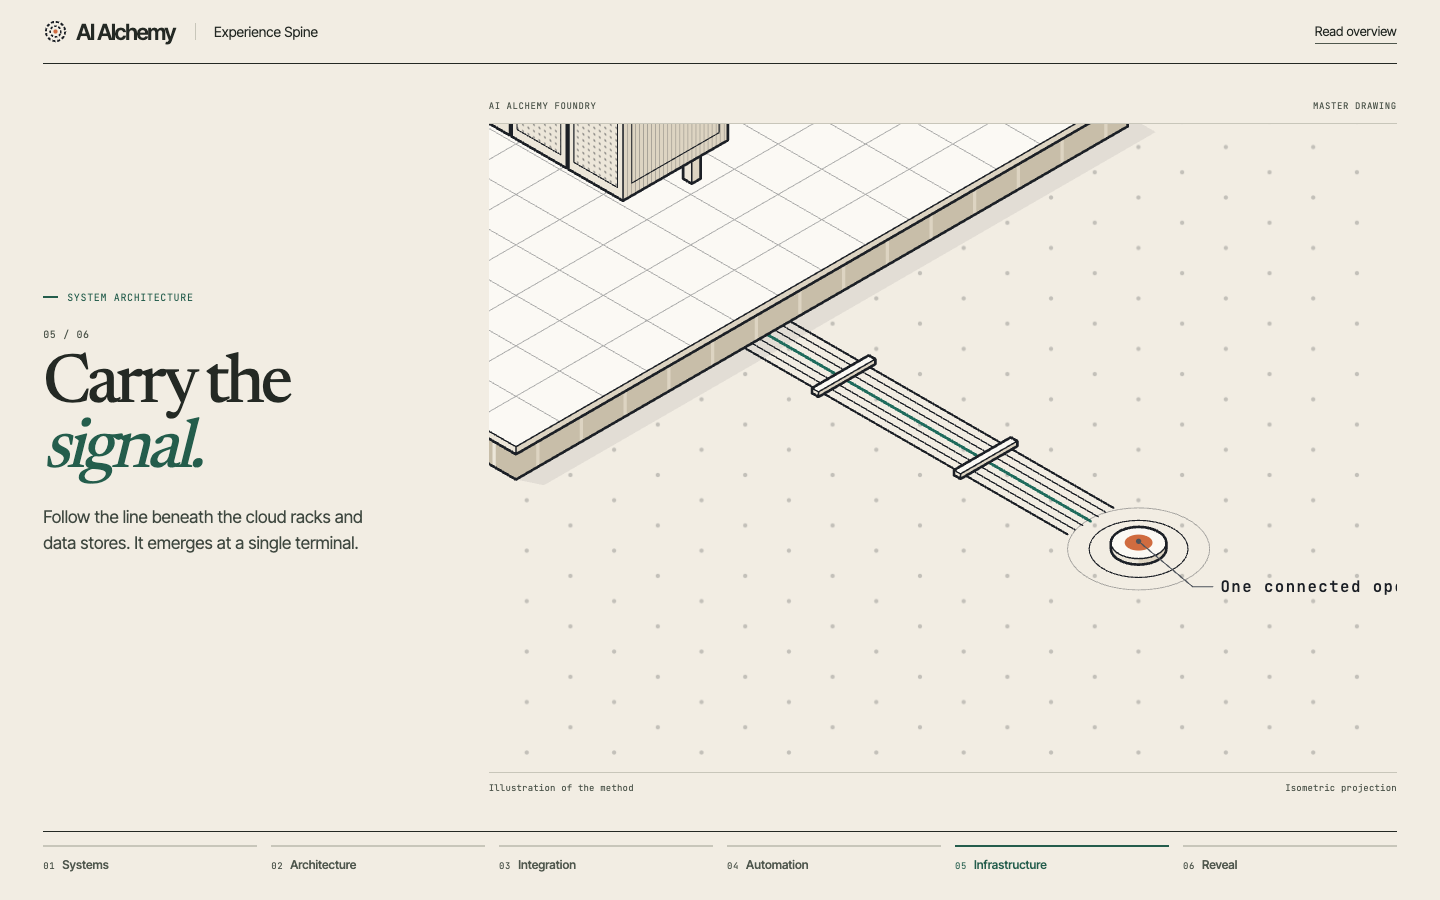 AI Alchemy
Experience Spine
Read overview
AI ALCHEMY FOUNDRY
MASTER DRAWING
SYSTEM ARCHITECTURE
05 / 06
Carry the
signal.
Follow the line beneath the cloud racks and
data stores. It emerges at a single terminal.
One connected
Illustration of the method
Isometric projection
01 Systems
02 Architecture
03 Integration
04 Automation
05 Infrastructure
06 Reveal